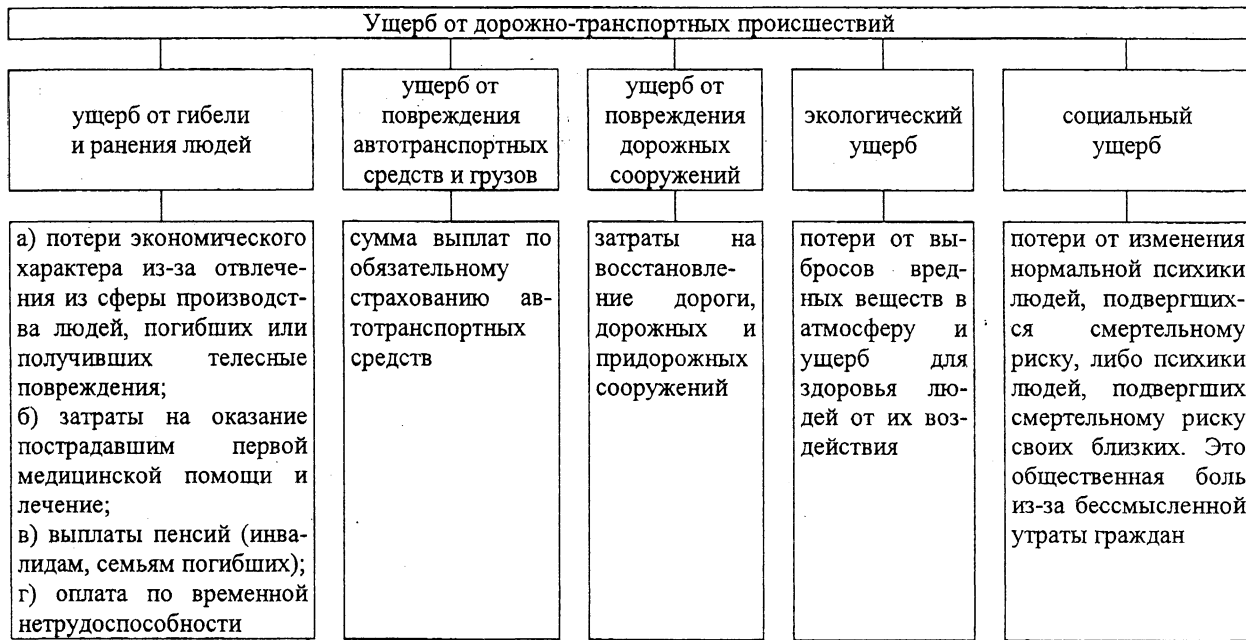 Ущерб от дорожно-транспортных происшествий
ущерб от гибели
и ранения людей
ущерб от
повреждения
автотранспортных
средств и грузов
ущерб от
повреждения
дорожных
сооружений
экологический
ущерб
социальный
ущерб
а) потери экономического
характера из-за отвлече-
ния из сферы производст-
ва людей, погибших или
получивших телесные
повреждения;
б) затраты на оказание
пострадавшим первой
медицинской помощи и
лечение;
в) выплаты пенсий (инва-
лидам, семьям погибших);
г) оплата по временной
нетрудоспособности
сумма выплат по
обязательному
страхованию ав-
тотранспортных
средств
затраты на
восстановле-
ние дороги,
дорожных и
придорожных
сооружений
потери от вы-
бросов вред-
ных веществ в
атмосферу и
ущерб для
здоровья лю-
дей от их воз-
действия
потери от изменения
нормальной психики
людей, подвергших-
ся смертельному
риску, либо психики
людей, подвергших
смертельному риску
своих близких. Это
общественная боль
из-за бессмысленной
утраты граждан